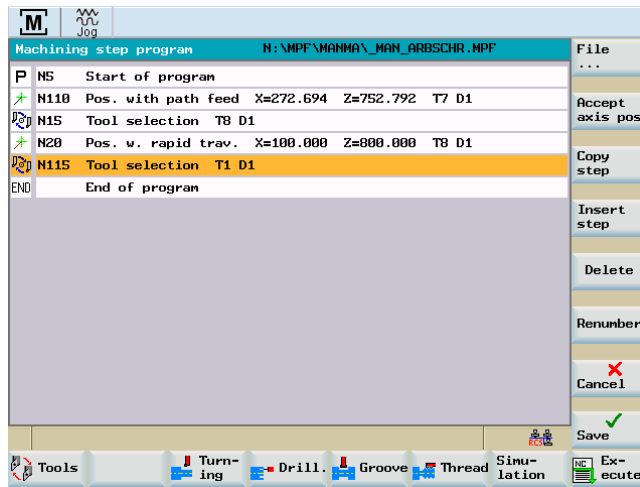 M
Jog
Machining step program N:\MPF\MANMA\_MAN_ARBSCHR.MPF
P N5 Start of program
N110 Pos. with path feed X=272.694 Z=752.792 T7 D1
N15 Tool selection T8 D1
N20 Pos. w. rapid trav. X=100.000 Z=800.000 T8 D1
N115 Tool selection T1 D1
END End of program
File
...
Accept
axis pos
Copy
step
Insert
step
Delete
Renumber
Cancel
Save
RCS
Tools
Turn-
ing
Drill.
Groove
Thread
Simu-
lation
NC
Ex-
ecute